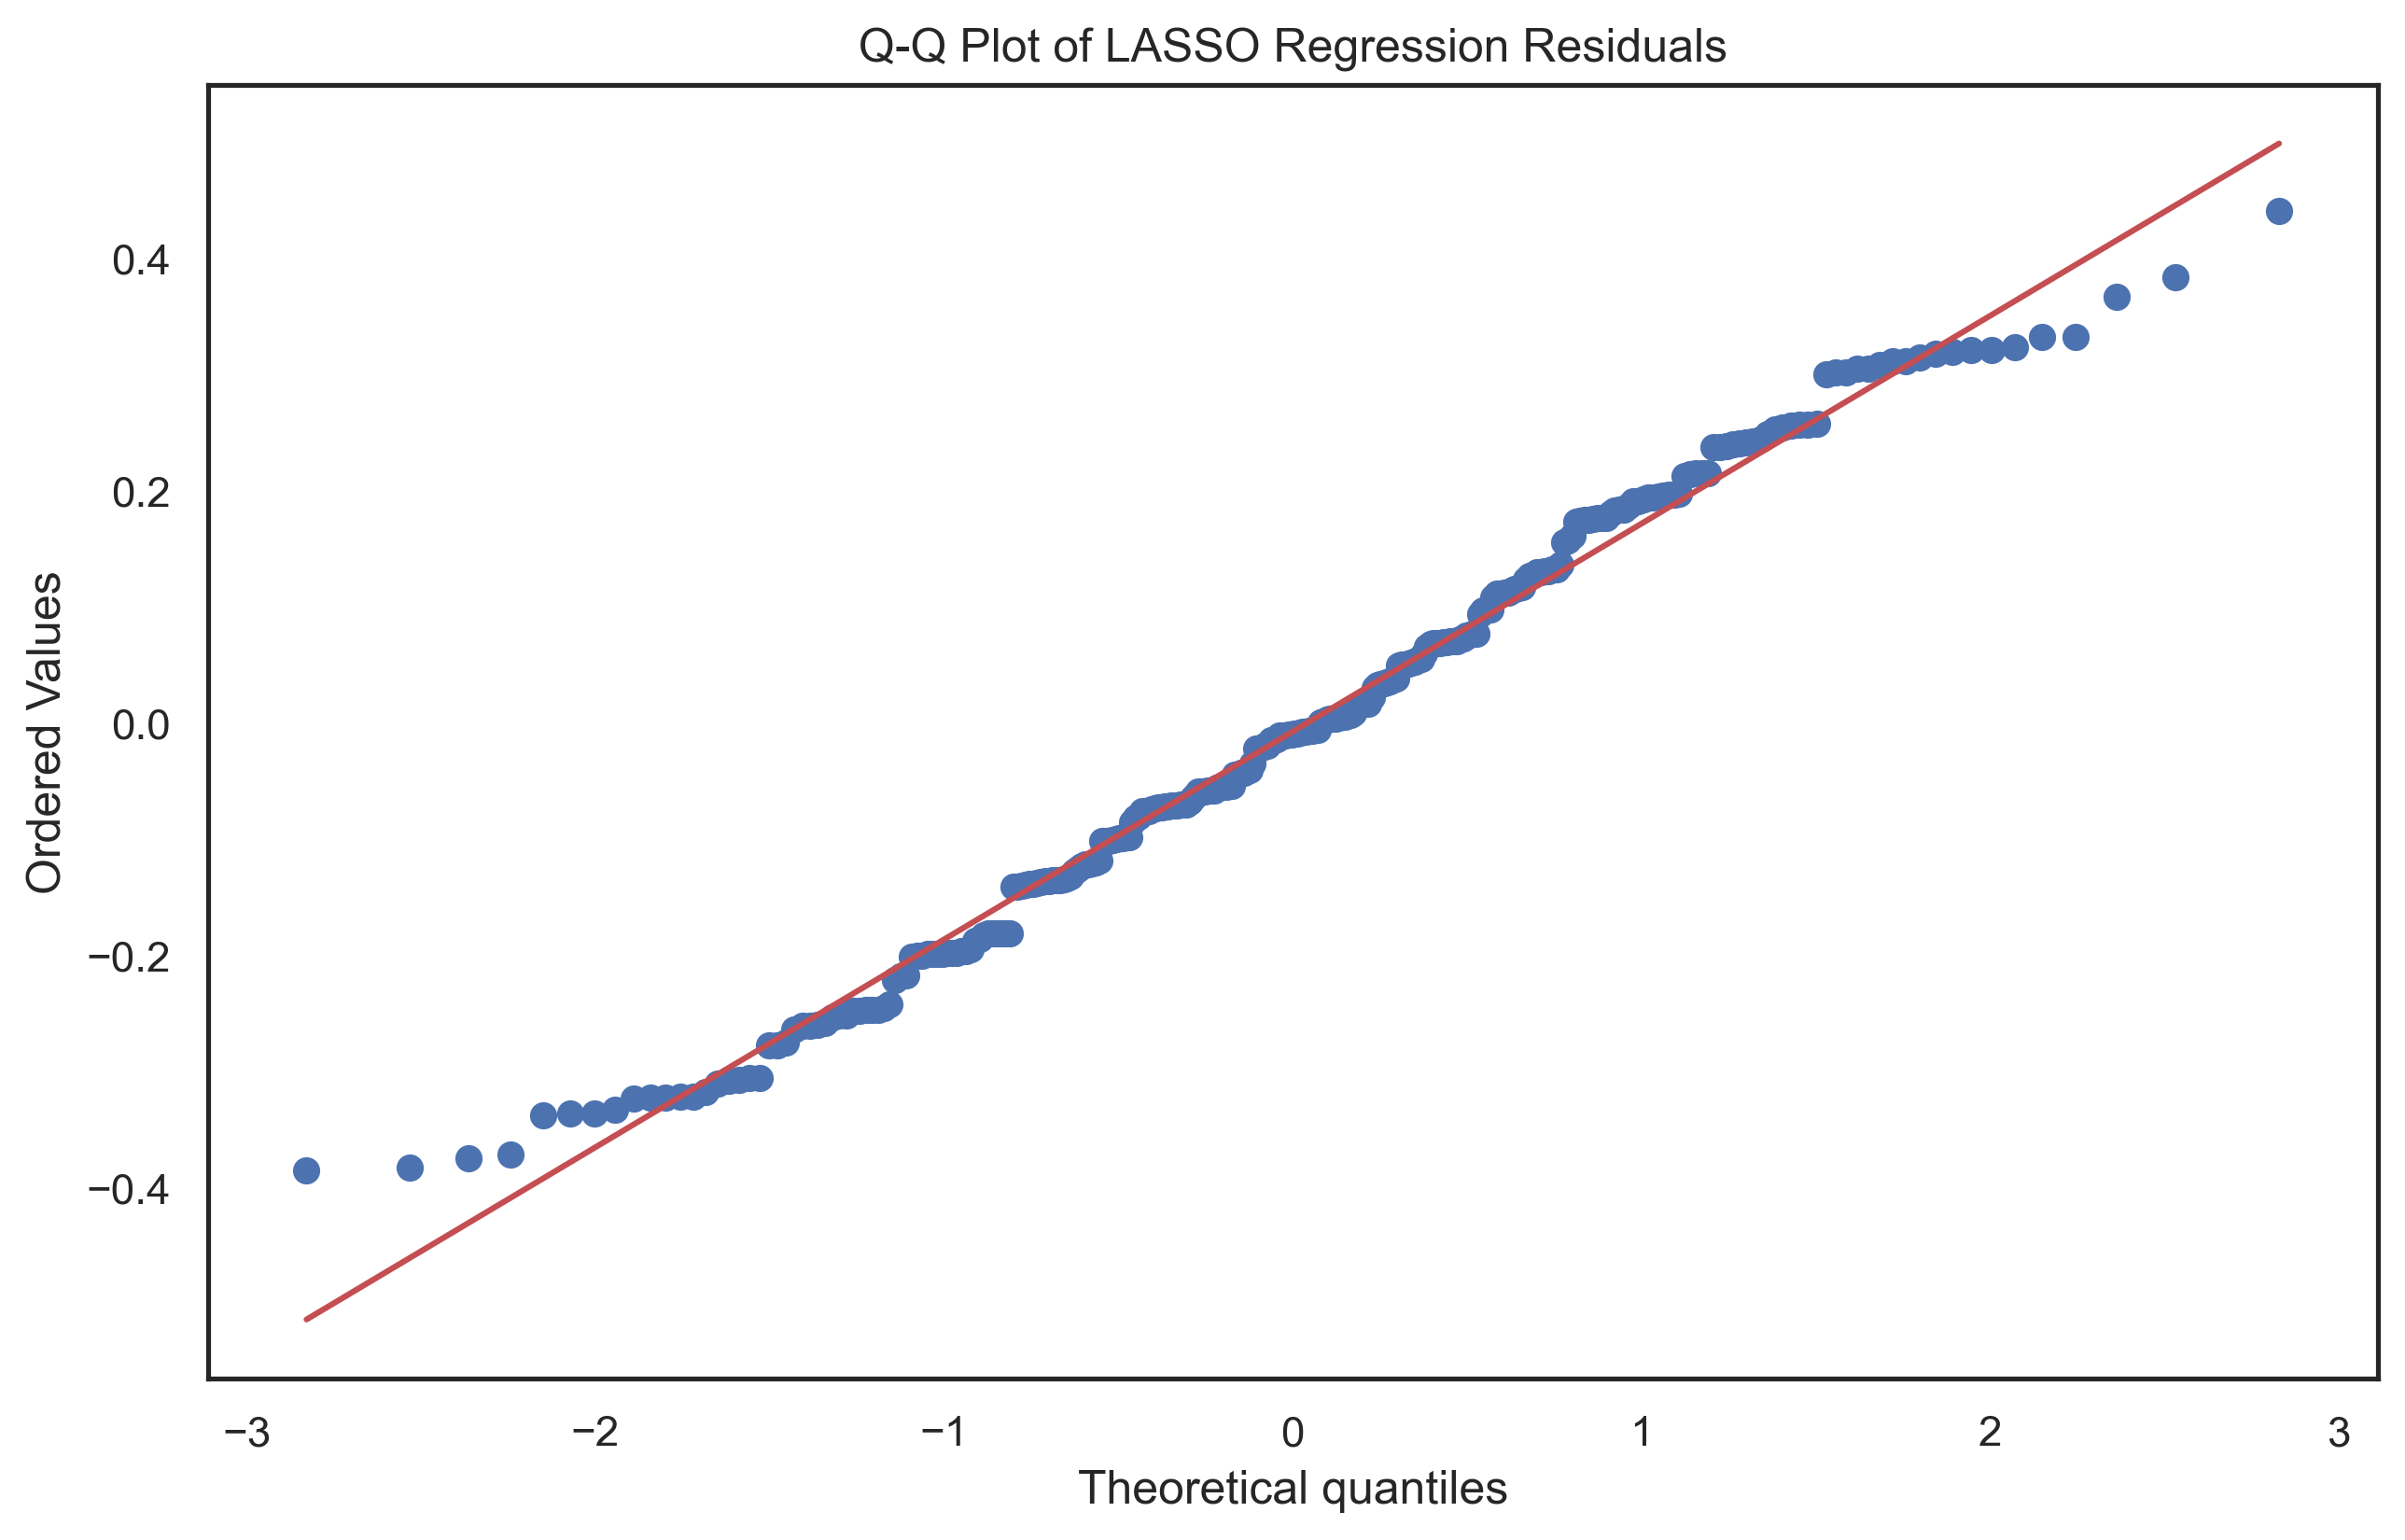 Q-Q Plot of LASSO Regression Residuals
Ordered Values
0.4
0.2
0.0
−0.2
−0.4
−3 −2 −1 0 1 2 3
Theoretical quantiles